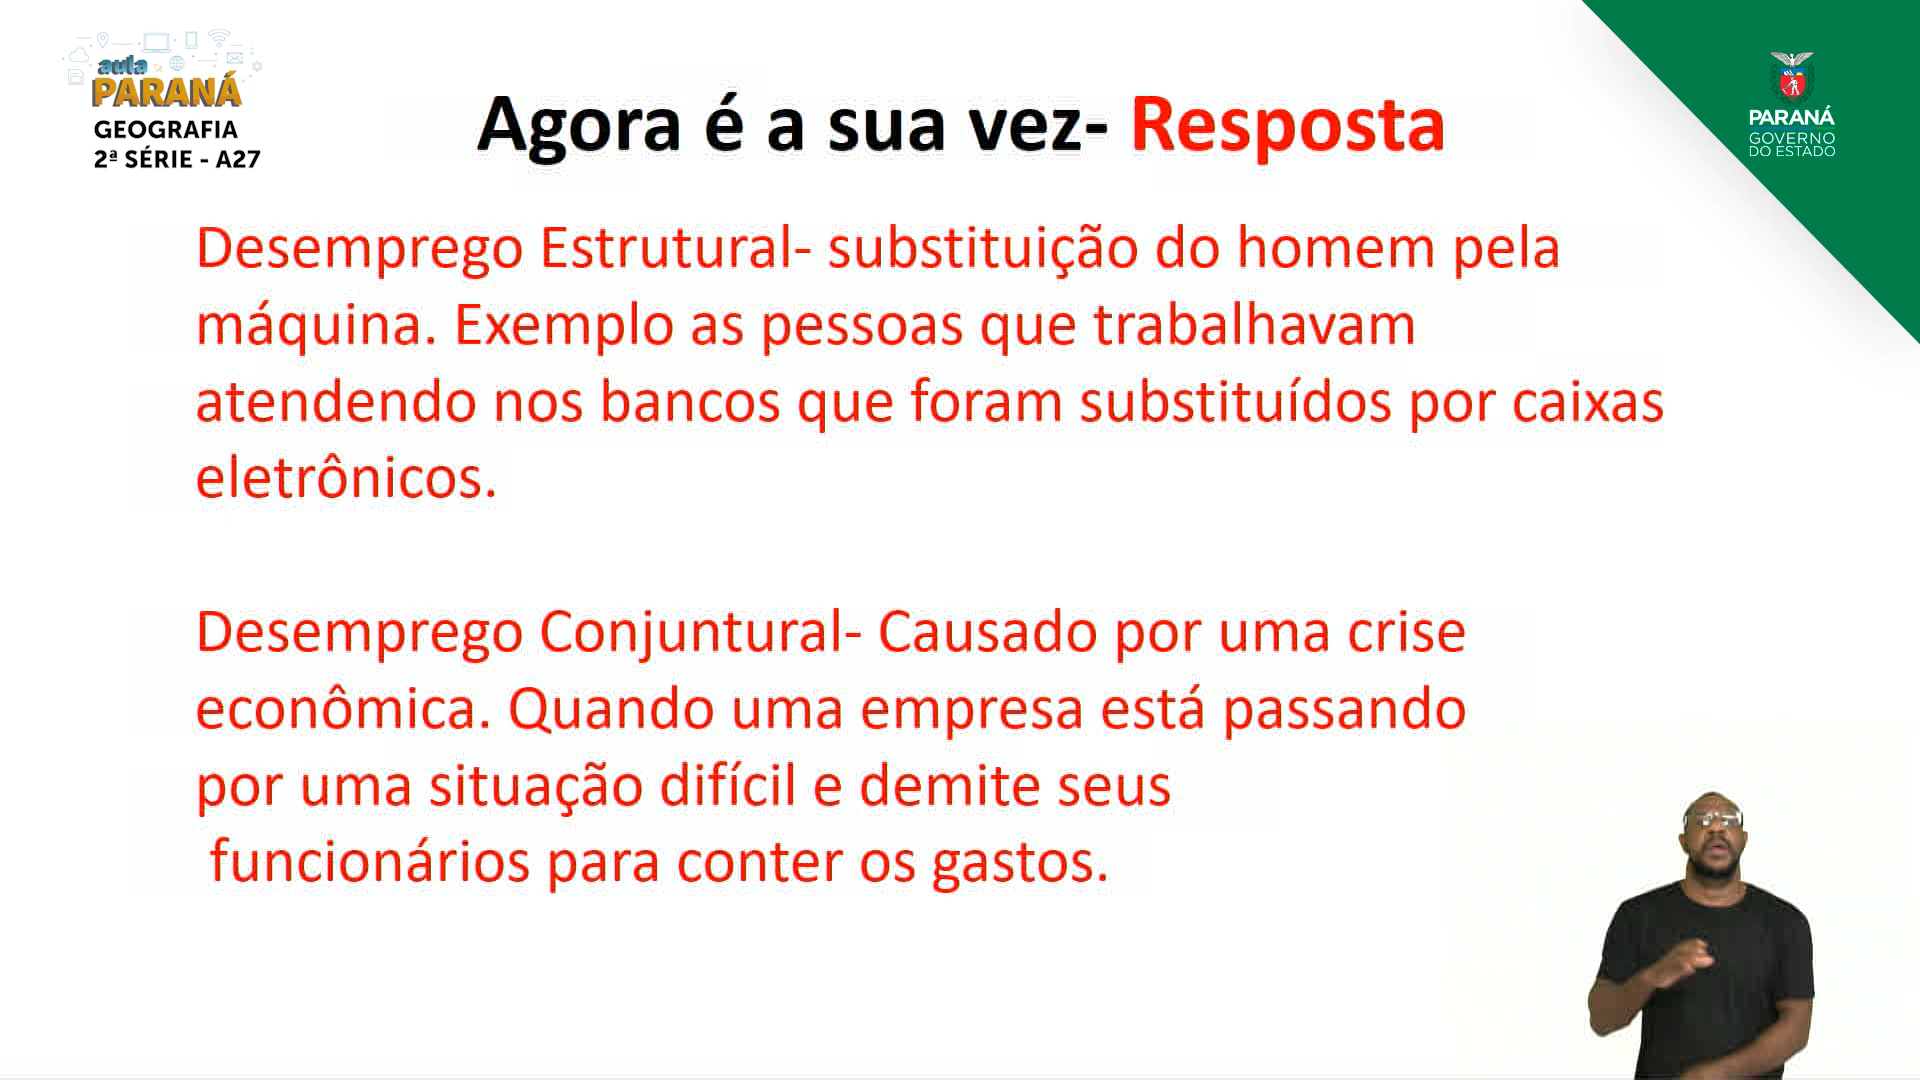 aula
PARANÁ
GEOGRAFIA
2ª SÉRIE - A27
Agora é a sua vez- Resposta
PARANÁ
GOVERNO
DO ESTADO
Desemprego Estrutural- substituição do homem pela
máquina. Exemplo as pessoas que trabalhavam
atendendo nos bancos que foram substituídos por caixas
eletrônicos.
Desemprego Conjuntural- Causado por uma crise
econômica. Quando uma empresa está passando
por uma situação difícil e demite seus
funcionários para conter os gastos.